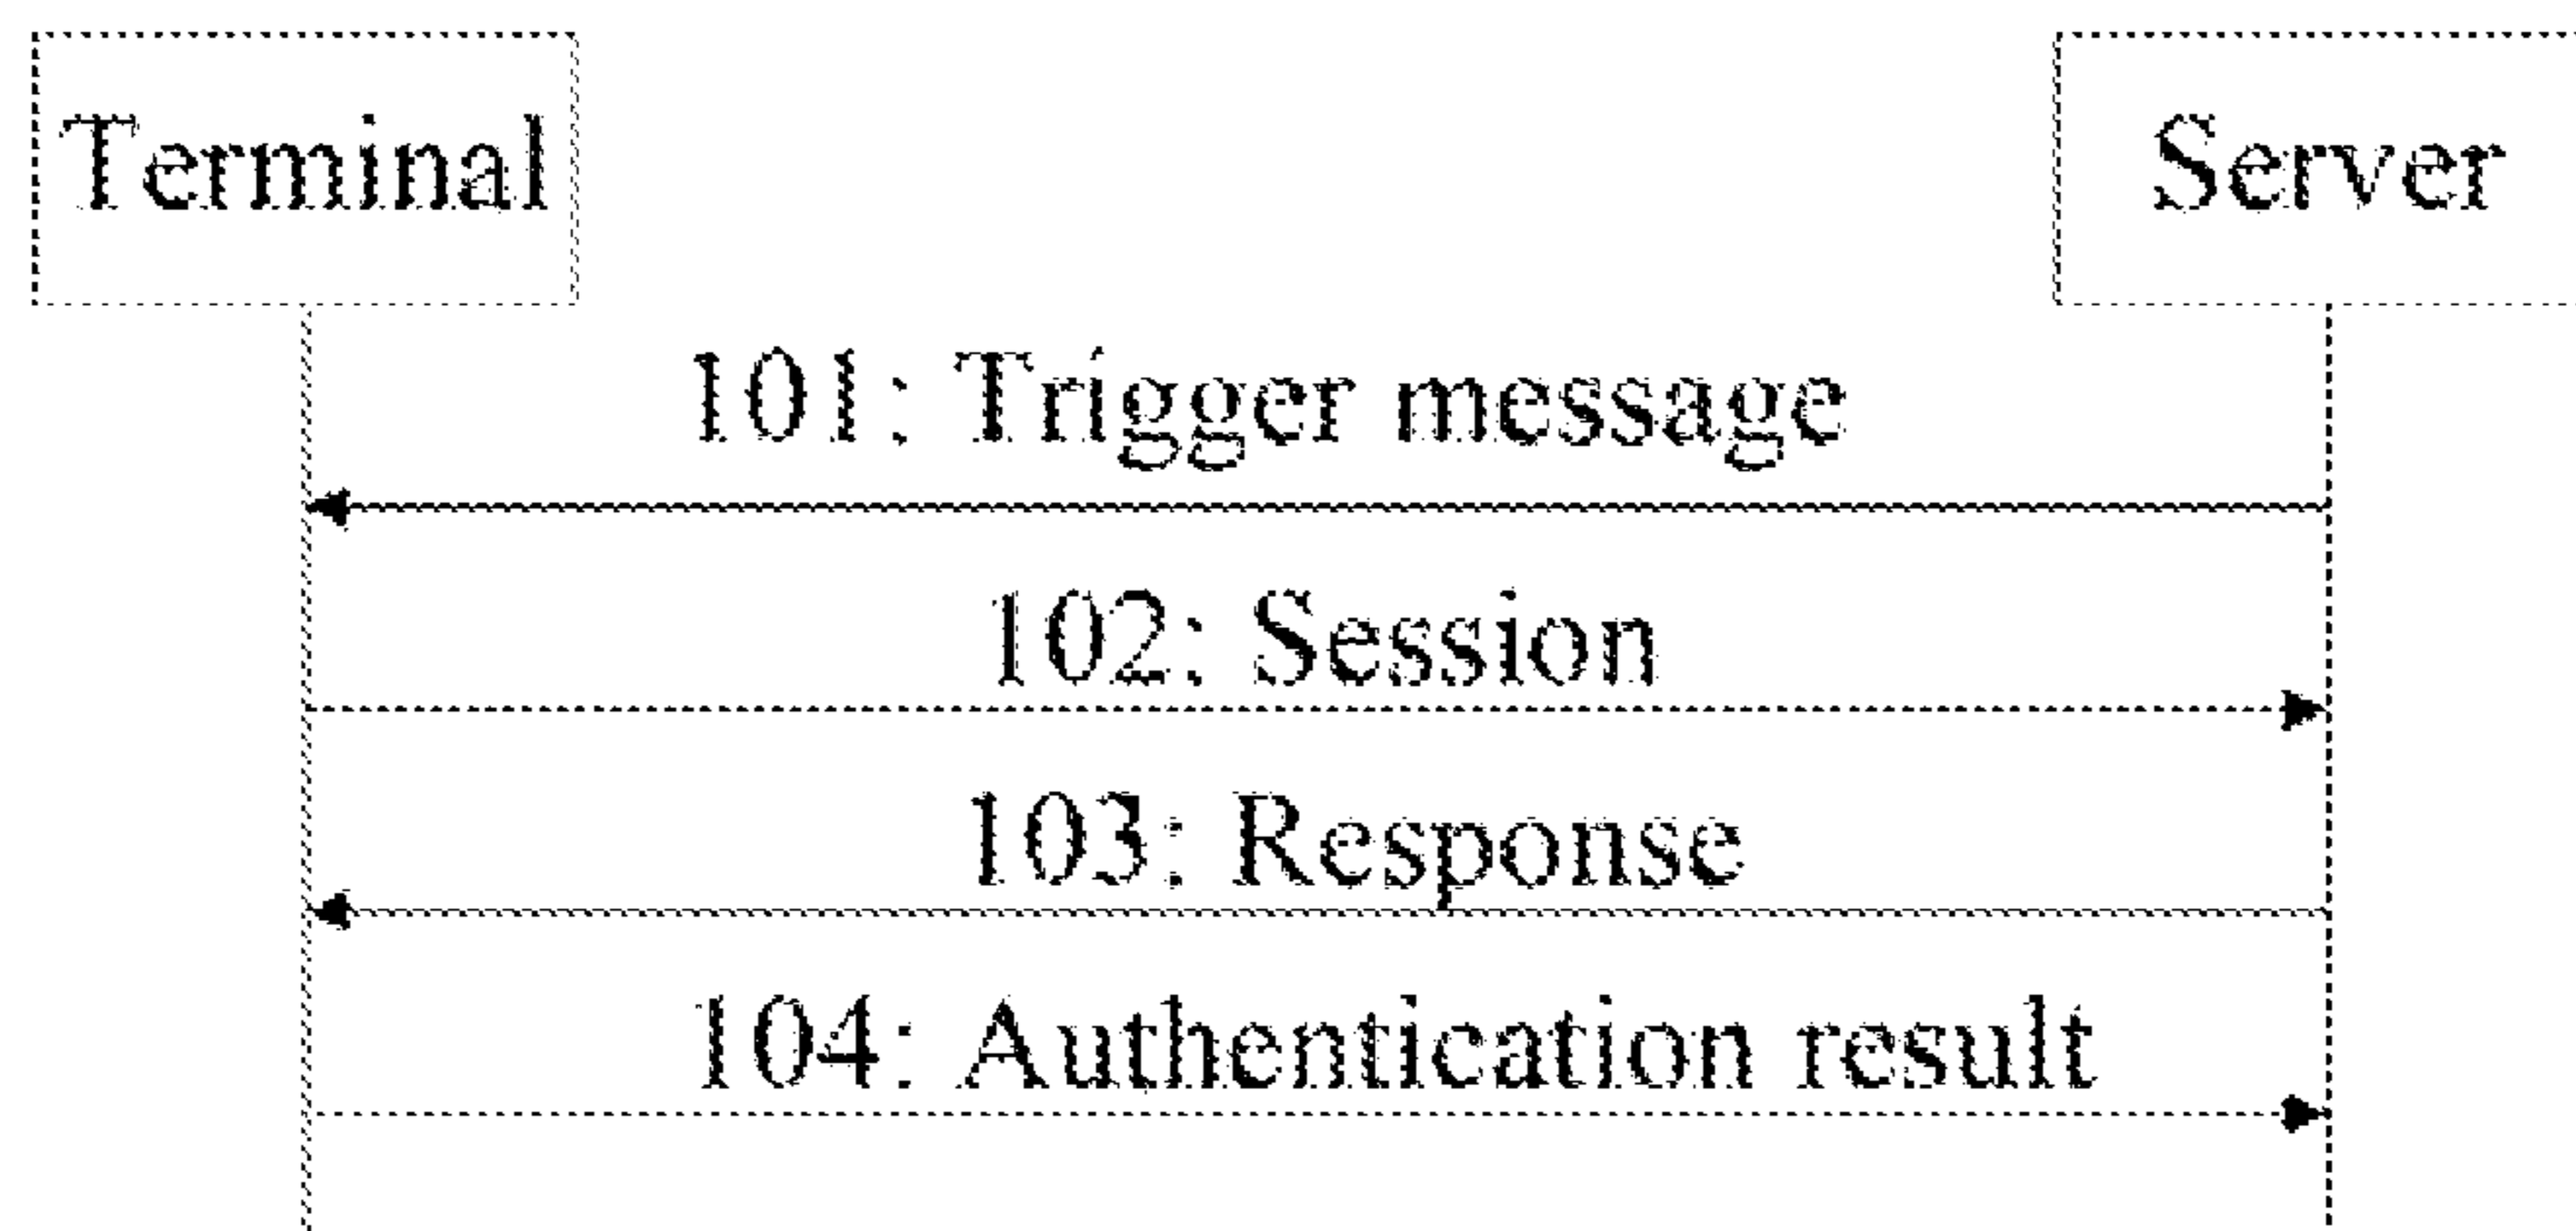 Terminal
Server
101: Trigger message
102: Session
103: Response
104: Authentication result